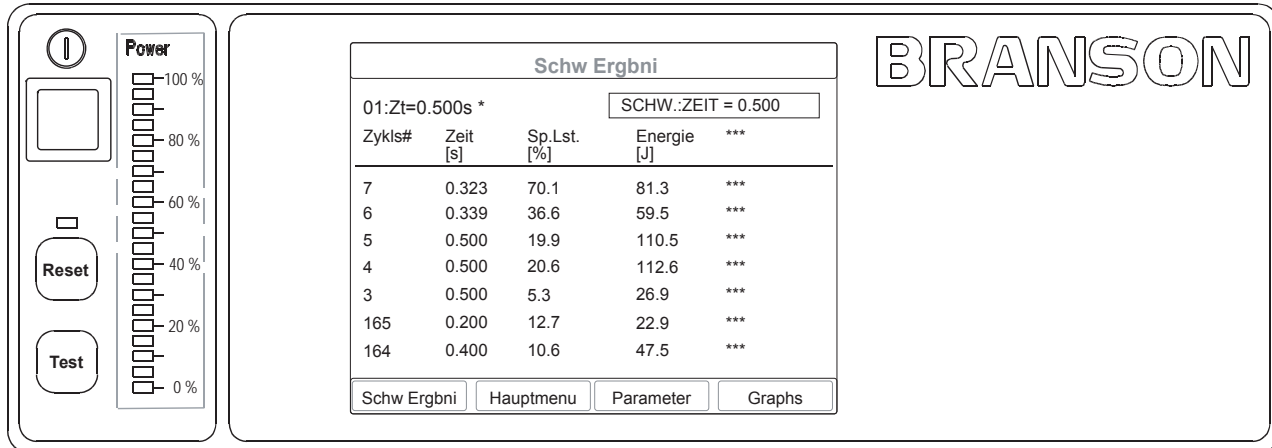 Power
100 %
80 %
60 %
40 %
20 %
0 %
Reset
Test
Schw Ergbni
01:Zt=0.500s *
SCHW.:ZEIT = 0.500
Zykls# Zeit [s] Sp.Lst. [%] Energie [J] ***
7 0.323 70.1 81.3 ***
6 0.339 36.6 59.5 ***
5 0.500 19.9 110.5 ***
4 0.500 20.6 112.6 ***
3 0.500 5.3 26.9 ***
165 0.200 12.7 22.9 ***
164 0.400 10.6 47.5 ***
Schw Ergbni Hauptmenu Parameter Graphs
BRANSON